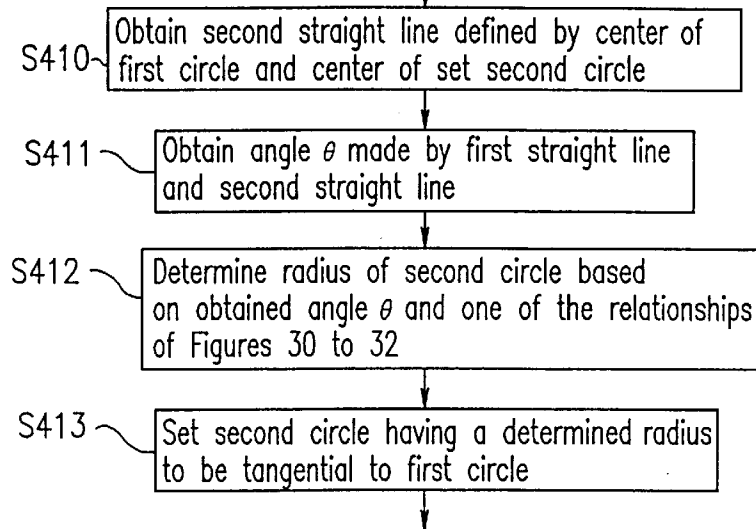 S410
Obtain second straight line defined by center of
first circle and center of set second circle
S411
Obtain angle θ made by first straight line
and second straight line
S412
Determine radius of second circle based
on obtained angle θ and one of the relationships
of Figures 30 to 32
S413
Set second circle having a determined radius
to be tangential to first circle